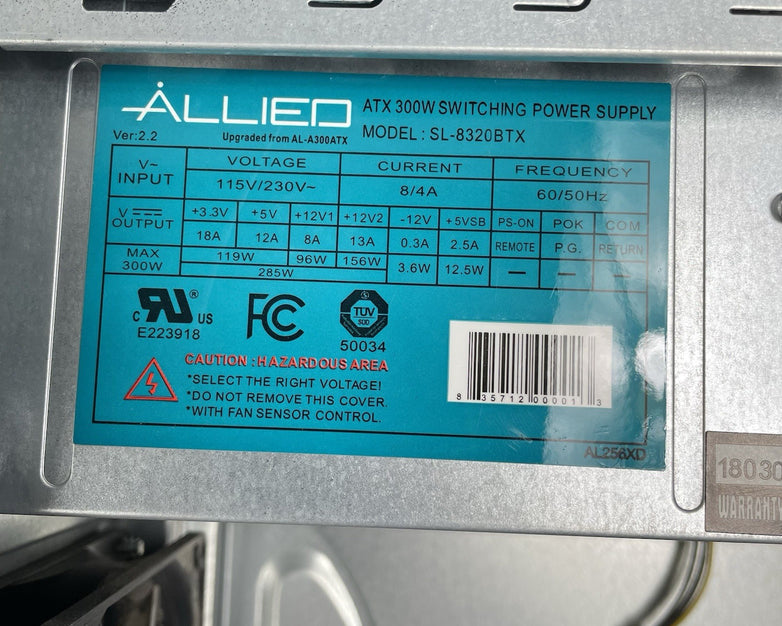 ALLIED
ATX 300W SWITCHING POWER SUPPLY
Ver:2.2
Upgraded from AL-A300ATX
MODEL : SL-8320BTX
V~ INPUT
VOLTAGE CURRENT FREQUENCY
115V/230V~ 8/4A 60/50Hz
V OUTPUT
+3.3V +5V +12V1 +12V2 -12V +5VSB PS-ON POK COM
18A 12A 8A 13A 0.3A 2.5A REMOTE P.G. RETURN
MAX 300W
119W 96W 156W 3.6W 12.5W — — —
285W
c RU ® US
E223918
FC
TUV
SUD
50034
CAUTION : HAZARDOUS AREA
*SELECT THE RIGHT VOLTAGE!
*DO NOT REMOVE THIS COVER.
*WITH FAN SENSOR CONTROL.
8 35712 00001 3
AL256XD
18030
WARRANTY